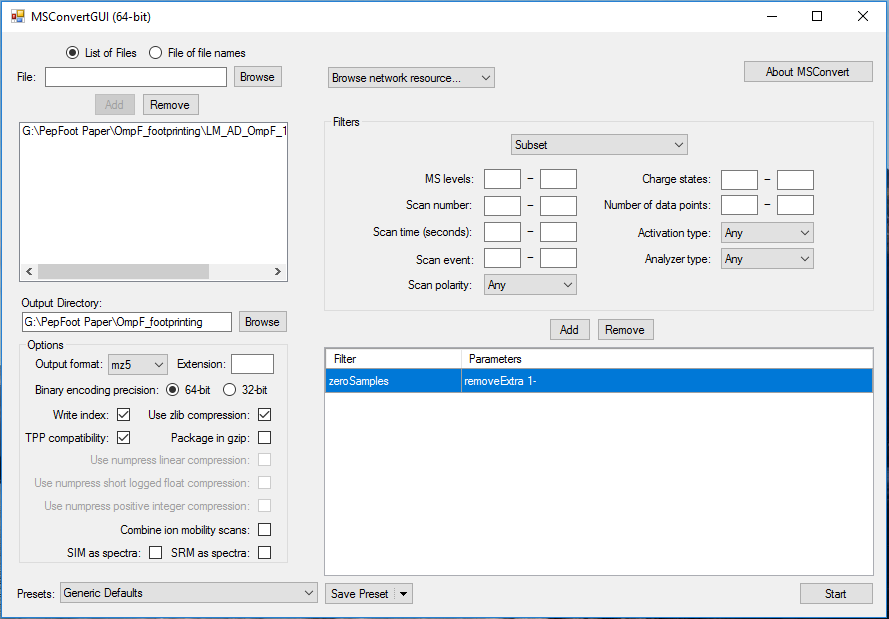 MSConvertGUI (64-bit)
List of Files File of file names
File: Browse
Add Remove
G:\PepFoot Paper\OmpF_footprinting\LM_AD_OmpF_1
Output Directory:
G:\PepFoot Paper\OmpF_footprinting Browse
Options
Output format: mz5 Extension:
Binary encoding precision: 64-bit 32-bit
Write index: Use zlib compression:
TPP compatibility: Package in gzip:
Use numpress linear compression:
Use numpress short logged float compression:
Use numpress positive integer compression:
Combine ion mobility scans:
SIM as spectra: SRM as spectra:
Presets: Generic Defaults
Browse network resource...
About MSConvert
Filters
Subset
MS levels: – Charge states: –
Scan number: – Number of data points: –
Scan time (seconds): – Activation type: Any
Scan event: – Analyzer type: Any
Scan polarity: Any
Add Remove
Filter Parameters
zeroSamples removeExtra 1-
Save Preset Start